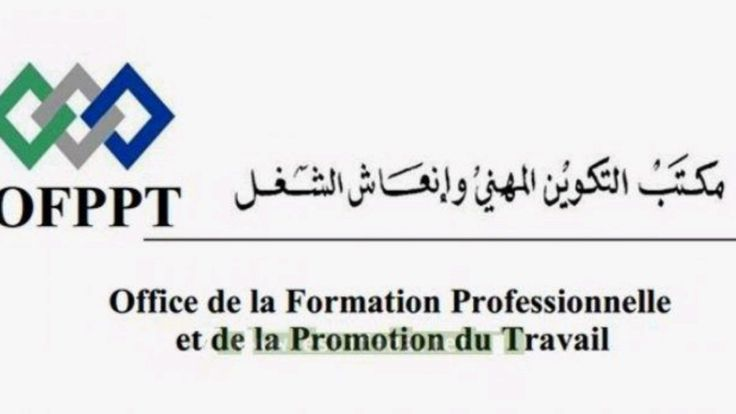 مكتب التكوين المهني وإنعاش الشغل
OFPPT
Office de la Formation Professionnelle
et de la Promotion du Travail